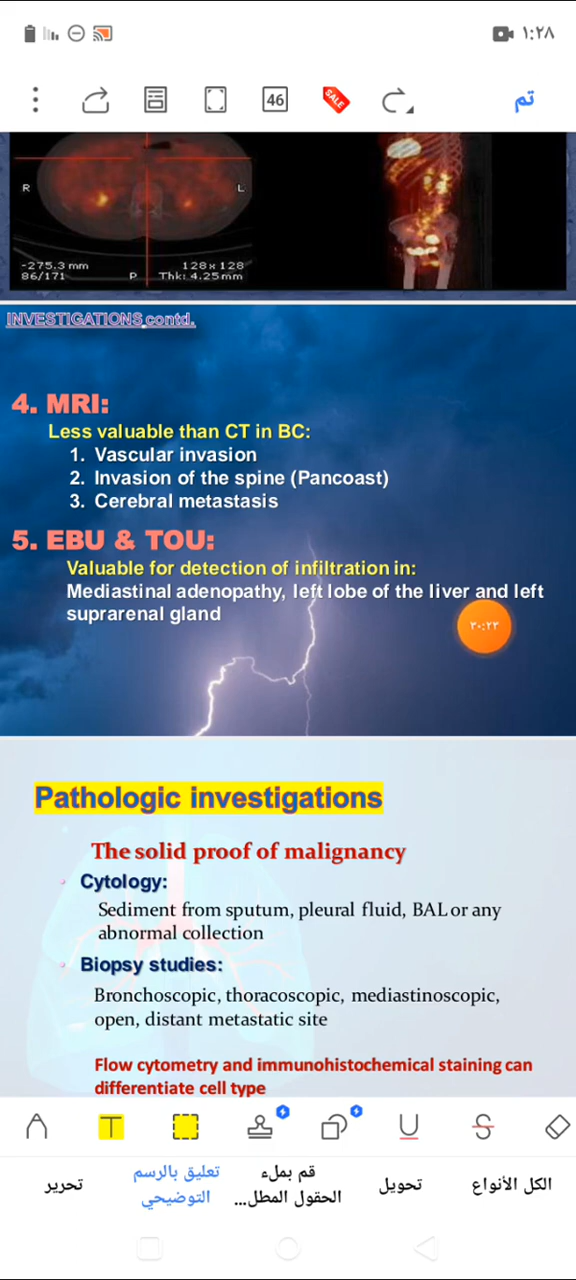 ١:٢٨
46
SALE
تم
R
L
-275.3 mm
86/171
P
128 x 128
Thk: 4.25 mm
INVESTIGATIONS contd.
4. MRI:
Less valuable than CT in BC:
1. Vascular invasion
2. Invasion of the spine (Pancoast)
3. Cerebral metastasis
5. EBU & TOU:
Valuable for detection of infiltration in:
Mediastinal adenopathy, left lobe of the liver and left
suprarenal gland
٣٠:٢٣
Pathologic investigations
The solid proof of malignancy
Cytology:
Sediment from sputum, pleural fluid, BAL or any
abnormal collection
Biopsy studies:
Bronchoscopic, thoracoscopic, mediastinoscopic,
open, distant metastatic site
Flow cytometry and immunohistochemical staining can
differentiate cell type
T
U
S
الكل الأنواع
تحويل
قم بملء
الحقول المطل...
تعليق بالرسم
التوضيحي
تحرير